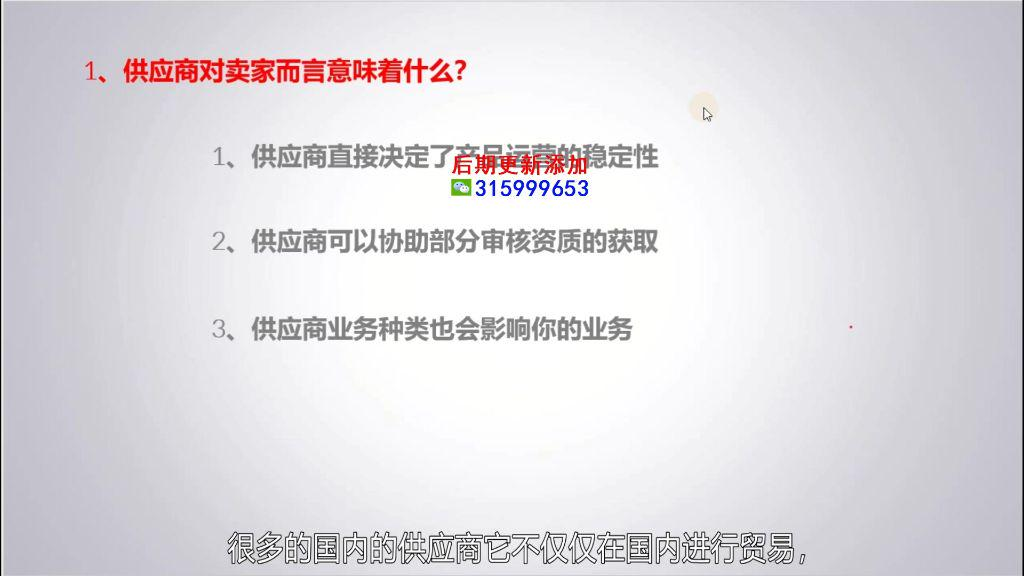 1、供应商对卖家而言意味着什么?
1、供应商直接决定了产品运营的稳定性
后期更新添加
315999653
2、供应商可以协助部分审核资质的获取
3、供应商业务种类也会影响你的业务
很多的国内的供应商它不仅仅在国内进行贸易,